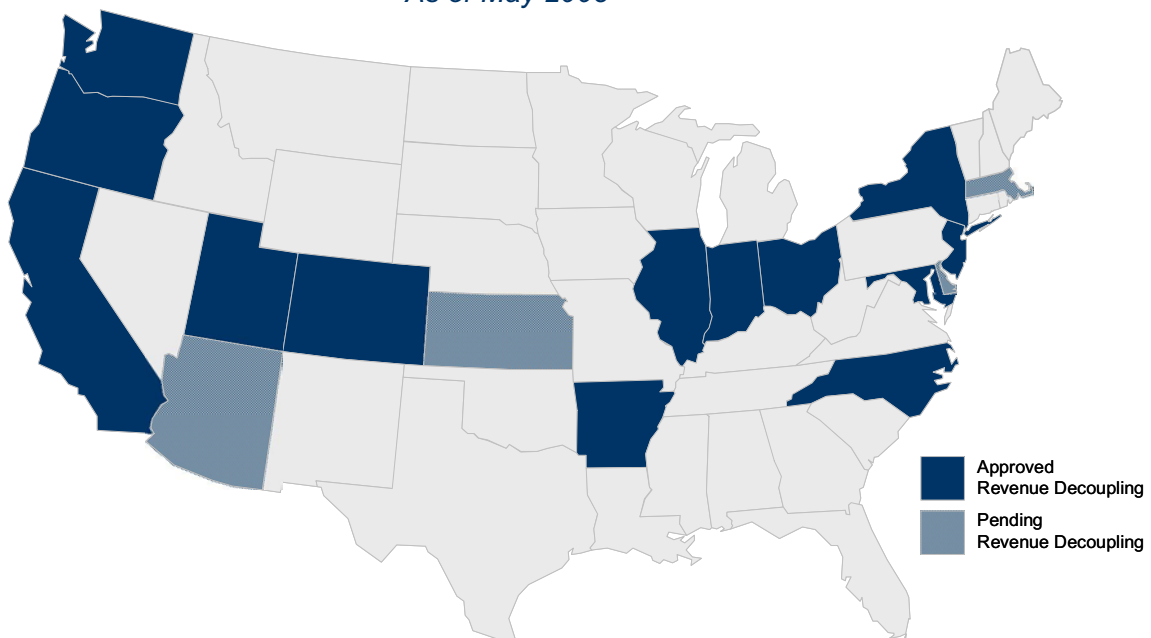 As of May
Approved
Revenue Decoupling
Pending
Revenue Decoupling